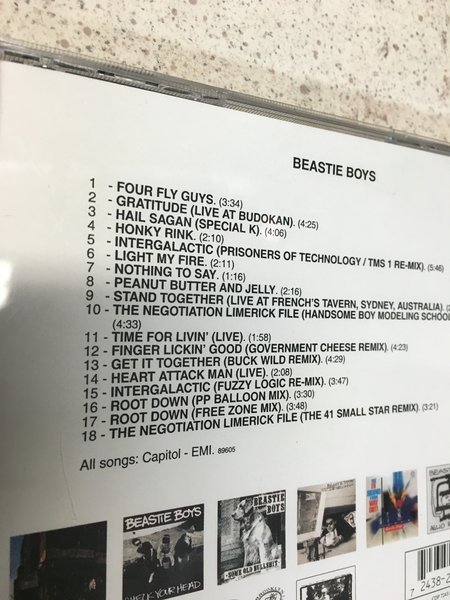 BEASTIE BOYS
1 - FOUR FLY GUYS. (3:34)
2 - GRATITUDE (LIVE AT BUDOKAN). (4:25)
3 - HAIL SAGAN (SPECIAL K). (4:06)
4 - HONKY RINK. (2:10)
5 - INTERGALACTIC (PRISONERS OF TECHNOLOGY / TMS 1 RE-MIX). (5:46)
6 - LIGHT MY FIRE. (2:11)
7 - NOTHING TO SAY. (1:16)
8 - PEANUT BUTTER AND JELLY. (2:16)
9 - STAND TOGETHER (LIVE AT FRENCH'S TAVERN, SYDNEY, AUSTRALIA). (2
10 - THE NEGOTIATION LIMERICK FILE (HANDSOME BOY MODELING SCHOOL
(4:33)
11 - TIME FOR LIVIN' (LIVE). (1:58)
12 - FINGER LICKIN' GOOD (GOVERNMENT CHEESE REMIX). (4:23)
13 - GET IT TOGETHER (BUCK WILD REMIX). (4:29)
14 - HEART ATTACK MAN (LIVE). (2:08)
15 - INTERGALACTIC (FUZZY LOGIC RE-MIX). (3:47)
16 - ROOT DOWN (PP BALLOON MIX). (3:30)
17 - ROOT DOWN (FREE ZONE MIX). (3:48)
18 - THE NEGOTIATION LIMERICK FILE (THE 41 SMALL STAR REMIX). (3:21)
All songs: Capitol - EMI. 89605
BEASTIE BOYS
CHECK YOUR HEAD
BEASTIE
BOYS
SOME OLD BULLSHIT
7 2438-2